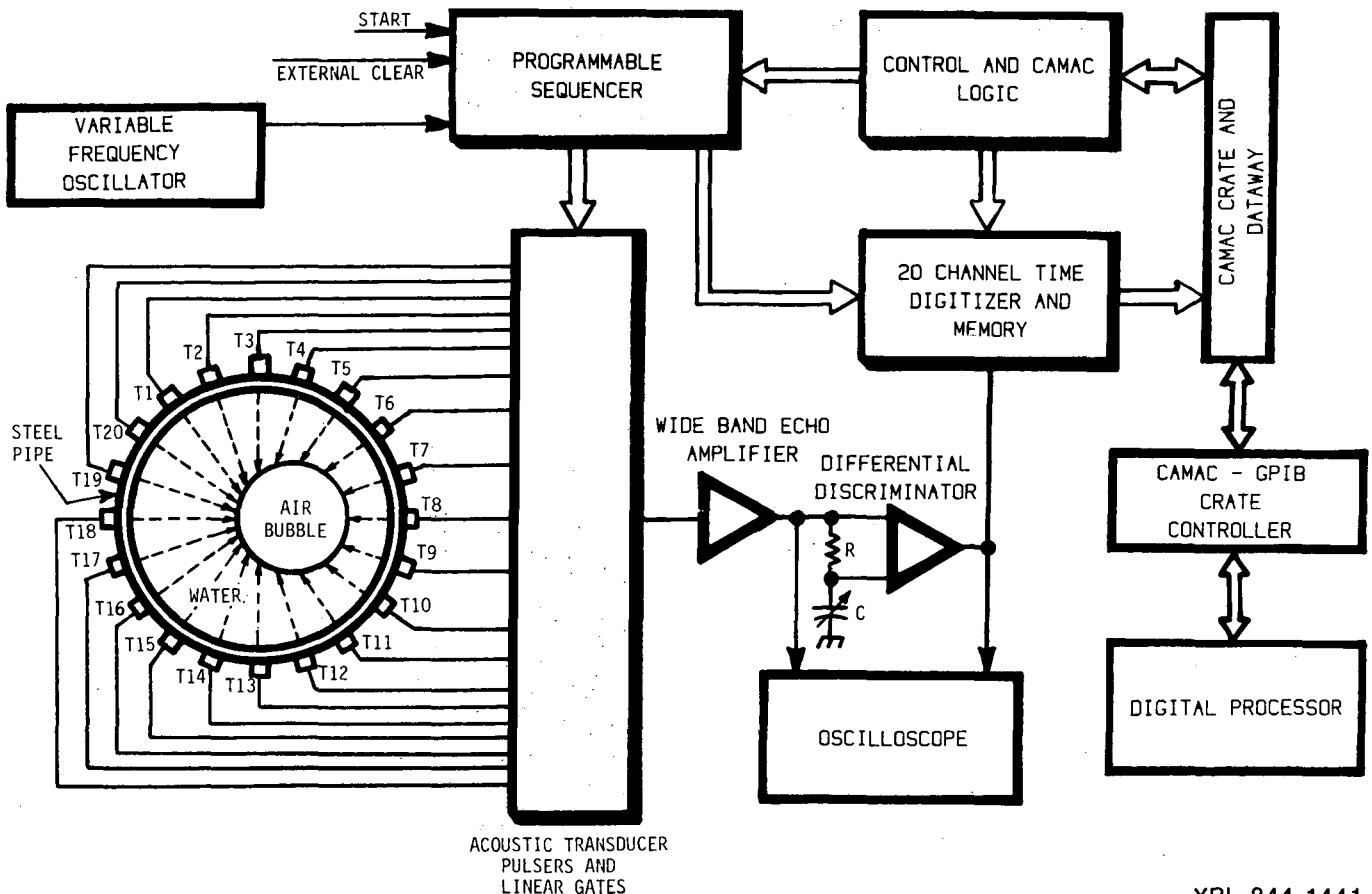 START
EXTERNAL CLEAR
VARIABLE
FREQUENCY
OSCILLATOR
PROGRAMMABLE
SEQUENCER
CONTROL AND CAMAC
LOGIC
CAMAC CRATE AND
DATAWAY
20 CHANNEL TIME
DIGITIZER AND
MEMORY
T1
T2
T3
T4
T5
T6
T7
T8
T9
T10
T11
T12
T13
T14
T15
T16
T17
T18
T19
T20
STEEL
PIPE
AIR
BUBBLE
WATER
WIDE BAND ECHO
AMPLIFIER
DIFFERENTIAL
DISCRIMINATOR
R
C
OSCILLOSCOPE
CAMAC - GPIB
CRATE
CONTROLLER
DIGITAL PROCESSOR
ACOUSTIC TRANSDUCER
PULSERS AND
LINEAR GATES